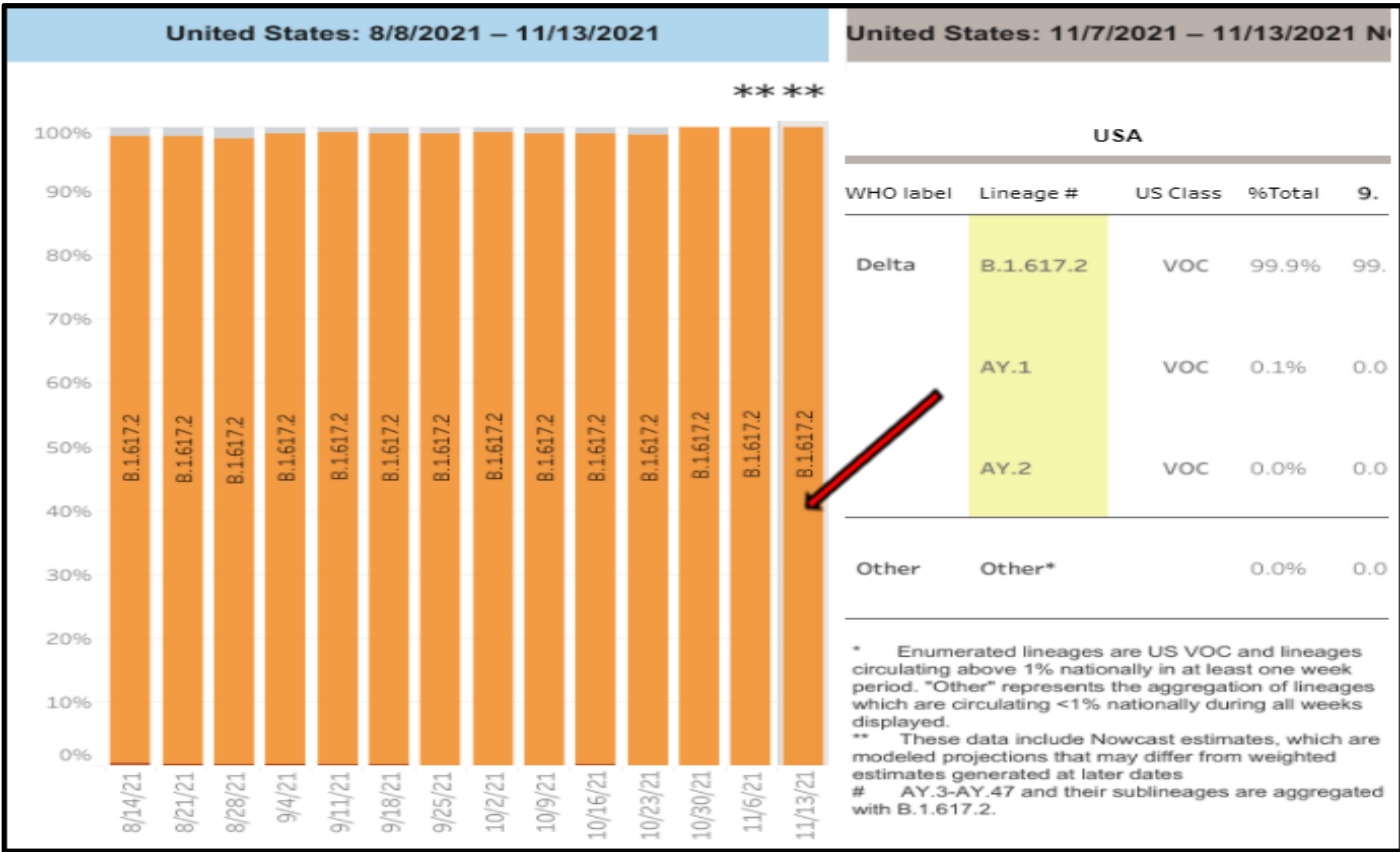 United States: 8/8/2021 – 11/13/2021
** **
100%
90%
80%
70%
60%
50%
40%
30%
20%
10%
0%
B.1.617.2
B.1.617.2
B.1.617.2
B.1.617.2
B.1.617.2
B.1.617.2
B.1.617.2
B.1.617.2
B.1.617.2
B.1.617.2
B.1.617.2
B.1.617.2
B.1.617.2
B.1.617.2
8/14/21
8/21/21
8/28/21
9/4/21
9/11/21
9/18/21
9/25/21
10/2/21
10/9/21
10/16/21
10/23/21
10/30/21
11/6/21
11/13/21
United States: 11/7/2021 – 11/13/2021
USA
WHO label Lineage # US Class %Total 9.
Delta B.1.617.2 VOC 99.9% 99.
AY.1 VOC 0.1% 0.0
AY.2 VOC 0.0% 0.0
Other Other* 0.0% 0.0
* Enumerated lineages are US VOC and lineages
circulating above 1% nationally in at least one week
period. "Other" represents the aggregation of lineages
which are circulating <1% nationally during all weeks
displayed.
** These data include Nowcast estimates, which are
modeled projections that may differ from weighted
estimates generated at later dates
# AY.3-AY.47 and their sublineages are aggregated
with B.1.617.2.